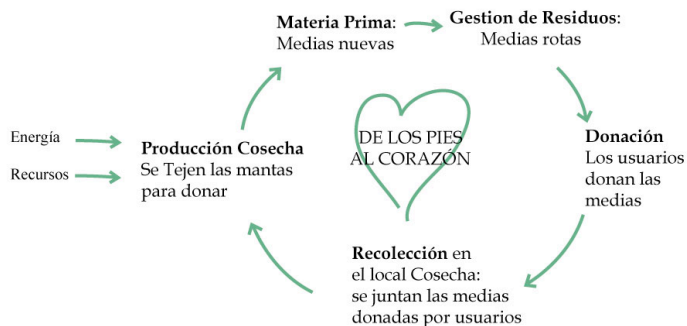 Materia Prima:
Medias nuevas
Gestion de Residuos:
Medias rotas
Donación
Los usuarios
donan las
medias
Recolección en
el local Cosecha:
se juntan las medias
donadas por usuarios
Producción Cosecha
Se Tejen las mantas
para donar
Energía
Recursos
DE LOS PIES
AL CORAZÓN